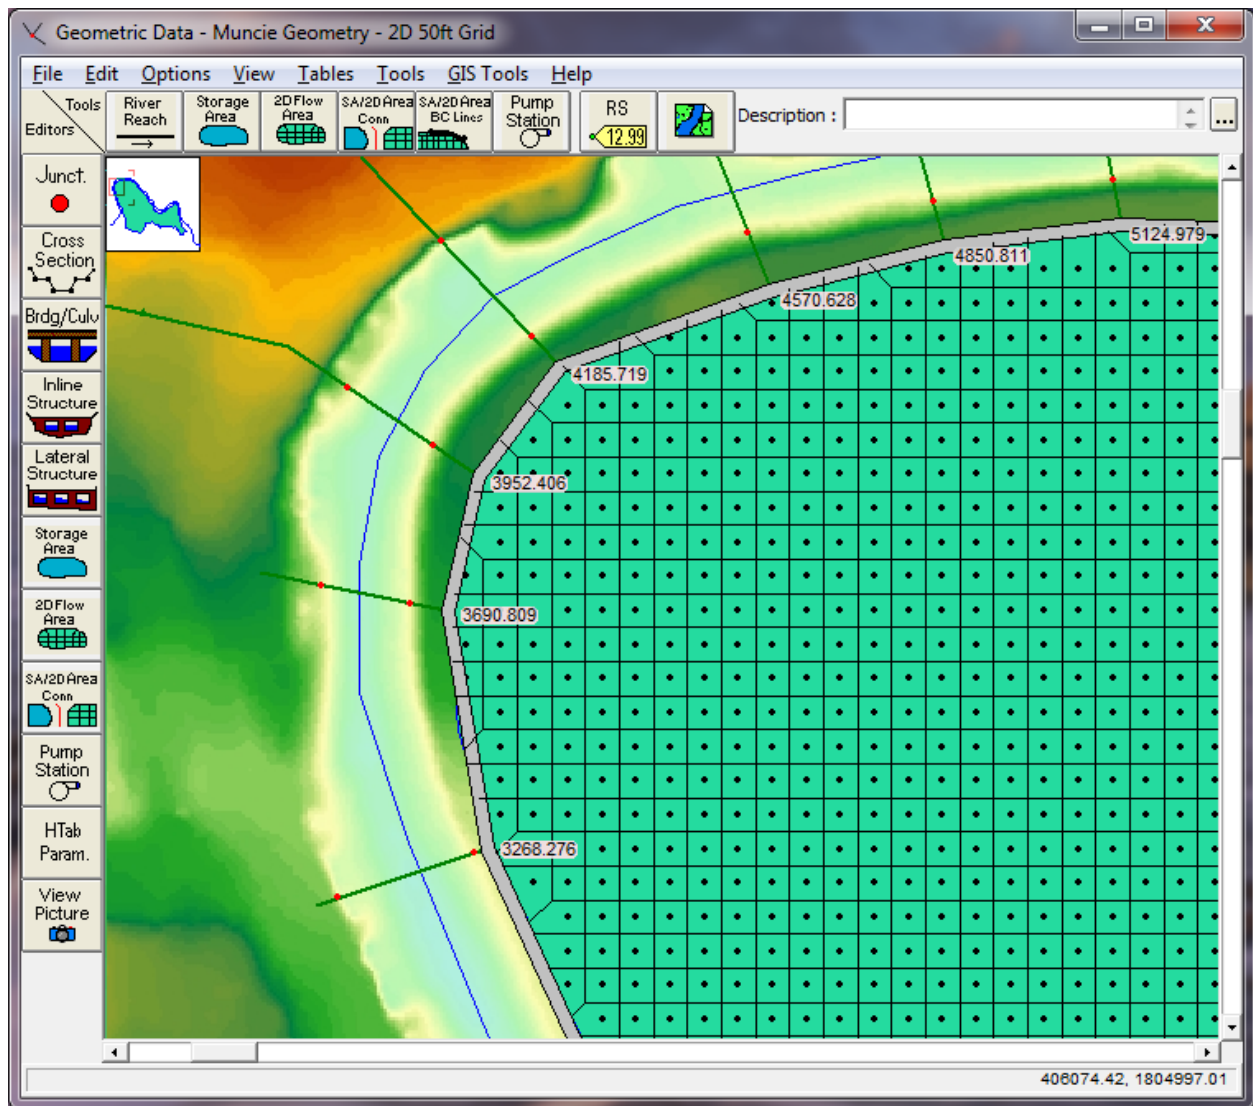 Geometric Data - Muncie Geometry - 2D 50ft Grid
File Edit Options View Tables Tools GIS Tools Help
Tools
Editors
River
Reach
Storage
Area
2D Flow
Area
SA/2D Area
Conn
SA/2D Area
BC Lines
Pump
Station
RS
12.99
Description :
...
Junct.
Cross
Section
Brdg/Culv
Inline
Structure
Lateral
Structure
Storage
Area
2D Flow
Area
SA/2D Area
Conn
Pump
Station
HTab
Param.
View
Picture
5124.979
4850.811
4570.628
4185.719
3952.406
3690.809
3268.276
406074.42, 1804997.01